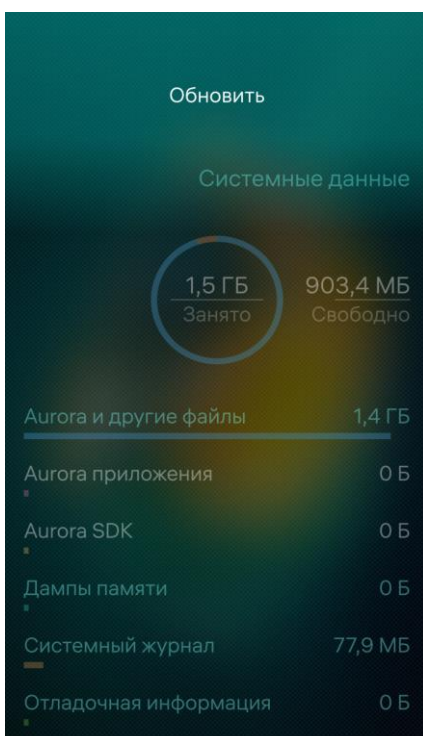 Обновить
Системные данные
1,5 ГБ 903,4 МБ
Занято Свободно
Aurora и другие файлы 1,4 ГБ
Aurora приложения 0 Б
Aurora SDK 0 Б
Дампы памяти 0 Б
Системный журнал 77,9 МБ
Отладочная информация 0 Б